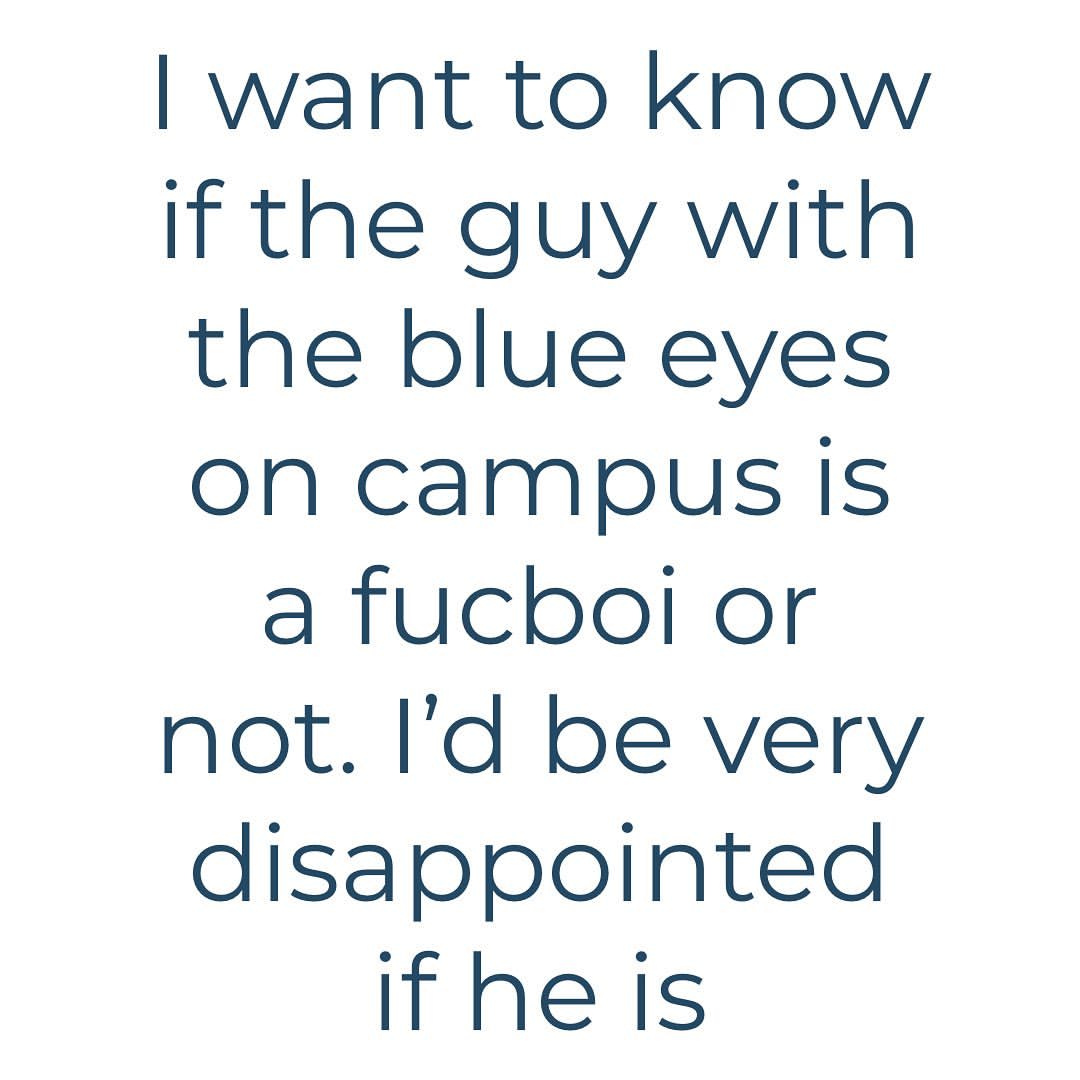 I want to know
if the guy with
the blue eyes
on campus is
a fucboi or
not. I’d be very
disappointed
if he is